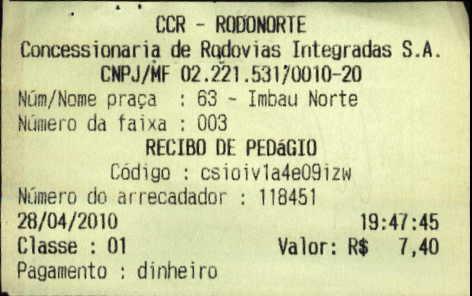 CCR - RODONORTE
Concessionaria de Rodovias Integradas S.A.
CNPJ/MF 02.221.531/0010-20
Núm/Nome praça : 63 - Imbau Norte
Número da faixa : 003
RECIBO DE PEDáGIO
Código : csioiv1a4e09izw
Número do arrecadador : 118451
28/04/2010 19:47:45
Classe : 01 Valor: R$ 7,40
Pagamento : dinheiro